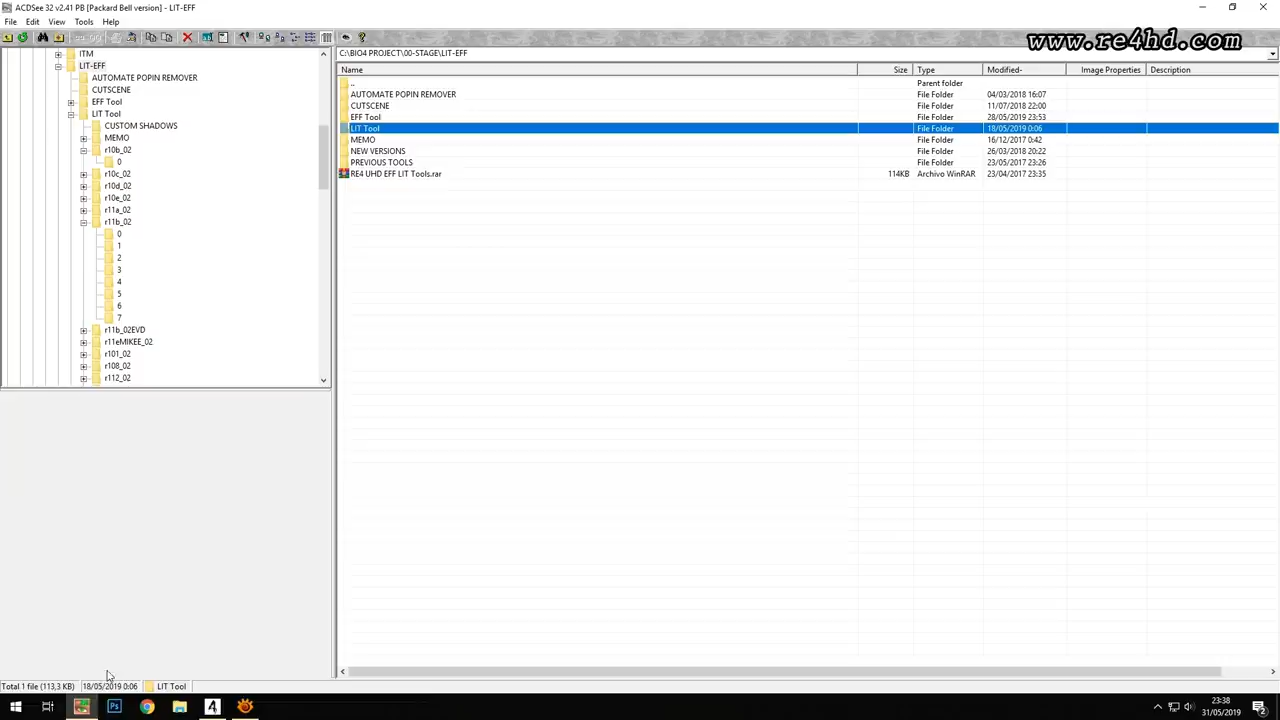 ACDSee 32 v2.41 PB [Packard Bell version] - LIT-EFF
File Edit View Tools Help
www.re4hd.com
ITM
LIT-EFF
AUTOMATE POPIN REMOVER
CUTSCENE
EFF Tool
LIT Tool
CUSTOM SHADOWS
MEMO
r10b_02
0
r10c_02
r10d_02
r10e_02
r11a_02
r11b_02
0
1
2
3
4
5
6
7
r11b_02EVD
r11eMIKEE_02
r101_02
r108_02
r112_02
C:\BIO4 PROJECT\00-STAGE\LIT-EFF
Name Size Type Modified- Image Properties Description
.. Parent folder
AUTOMATE POPIN REMOVER File Folder 04/03/2018 16:07
CUTSCENE File Folder 11/07/2018 22:00
EFF Tool File Folder 28/05/2019 23:53
LIT Tool File Folder 18/05/2019 0:06
MEMO File Folder 16/12/2017 0:42
NEW VERSIONS File Folder 26/03/2018 20:22
PREVIOUS TOOLS File Folder 23/05/2017 23:26
RE4 UHD EFF LIT Tools.rar 114KB Archivo WinRAR 23/04/2017 23:35
Total 1 file (113,3 KB) 18/05/2019 0:06 LIT Tool
Ps 4 23:38
31/05/2019 2